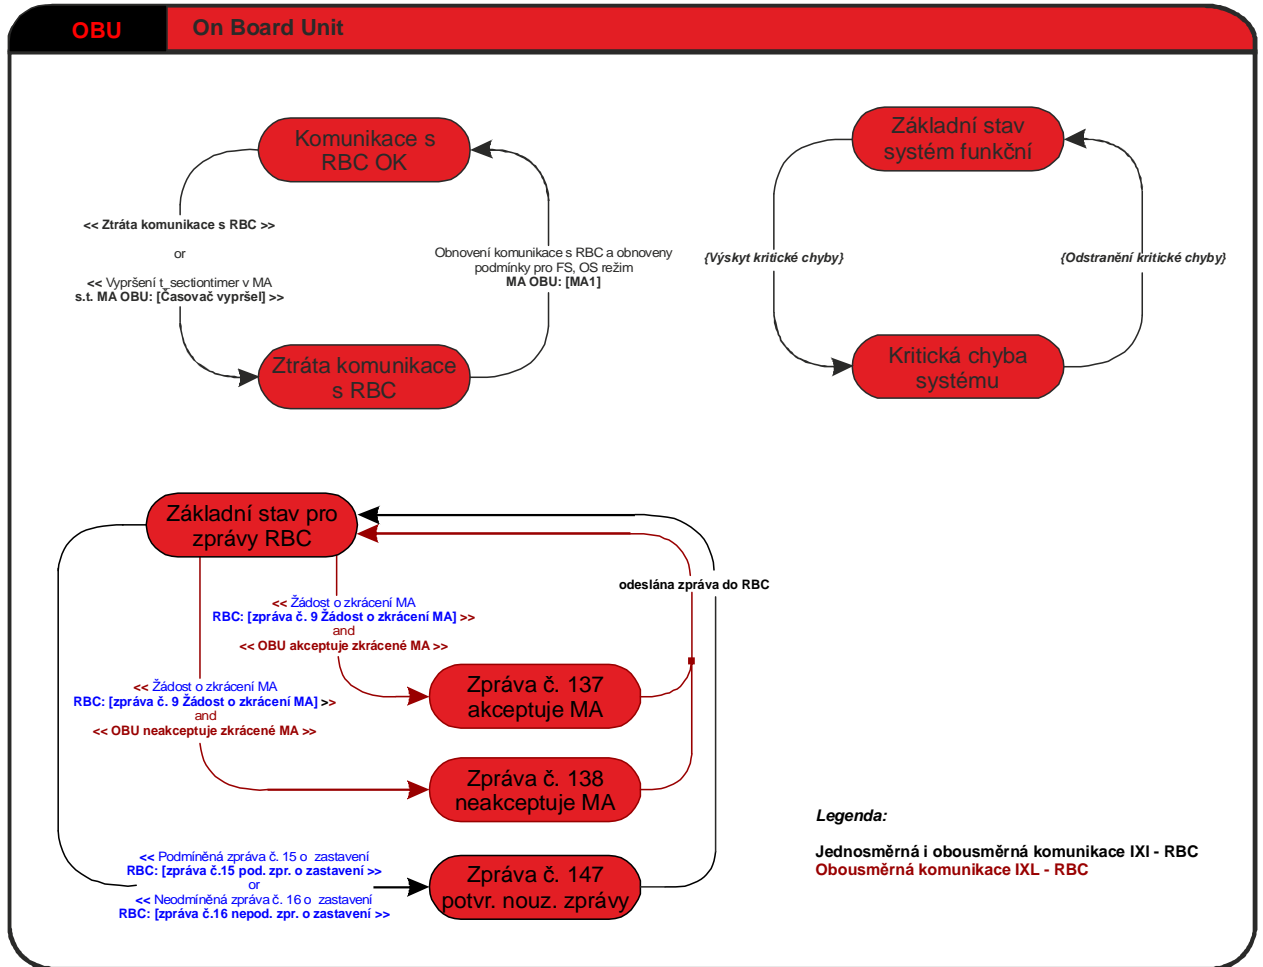 OBU
On Board Unit
Komunikace s
RBC OK
<< Ztráta komunikace s RBC >>
or
<< Vypršení t_sectiontimer v MA
s.t. MA OBU: [Časovač vypršel] >>
Obnovení komunikace s RBC a obnoveny
podmínky pro FS, OS režim
MA OBU: [MA1]
Ztráta komunikace
s RBC
Základní stav
systém funkční
{Výskyt kritické chyby}
{Odstranění kritické chyby}
Kritická chyba
systému
Základní stav pro
zprávy RBC
odeslána zpráva do RBC
<< Žádost o zkrácení MA
RBC: [zpráva č. 9 Žádost o zkrácení MA] >>
and
<< OBU akceptuje zkrácené MA >>
Zpráva č. 137
akceptuje MA
<< Žádost o zkrácení MA
RBC: [zpráva č. 9 Žádost o zkrácení MA] >>
and
<< OBU neakceptuje zkrácené MA >>
Zpráva č. 138
neakceptuje MA
<< Podmíněná zpráva č. 15 o zastavení
RBC: [zpráva č.15 pod. zpr. o zastavení >>
or
<< Neodmíněná zpráva č. 16 o zastavení
RBC: [zpráva č.16 nepod. zpr. o zastavení >>
Zpráva č. 147
potvr. nouz. zprávy
Legenda:
Jednosměrná i obousměrná komunikace IXI - RBC
Obousměrná komunikace IXL - RBC